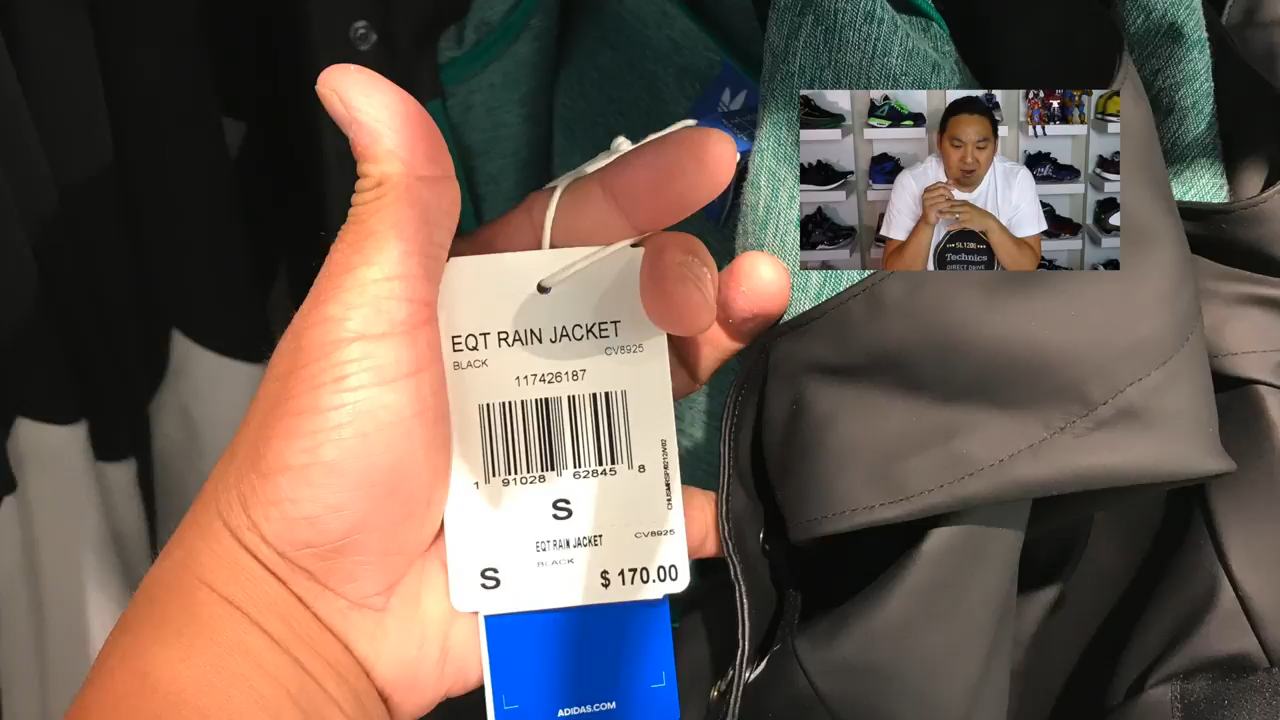 EQT RAIN JACKET
BLACK
CV8925
117426187
1 91028 62845 8
S
EQT RAIN JACKET
CV8925
BLACK
S
$ 170.00
ADIDAS.COM
SL1200
Technics
DIRECT DRIVE